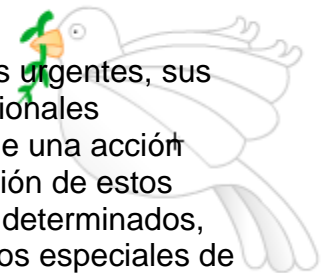 s urgentes, sus
ionales
e una acción
ión de estos
determinados,
os especiales de